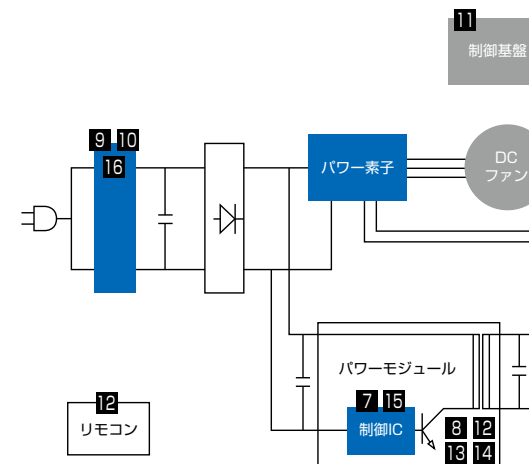 11
制御基盤
9 10
16
パワー素子
DC
ファン
パワーモジュール
12
リモコン
7 15
制御IC
8 12
13 14